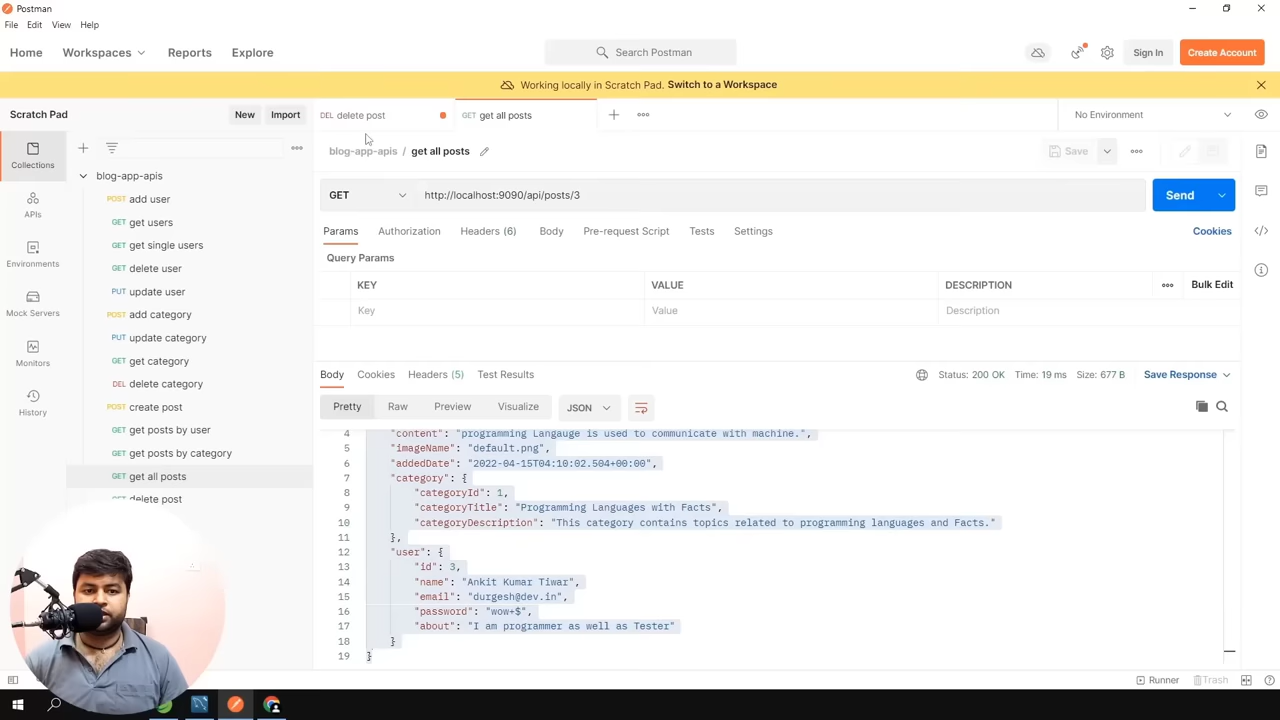 Postman
File Edit View Help
Home Workspaces Reports Explore Search Postman Sign In Create Account
Working locally in Scratch Pad. Switch to a Workspace
Scratch Pad New Import DEL delete post GET get all posts No Environment
blog-app-apis / get all posts Save
GET http://localhost:9090/api/posts/3 Send
Params Authorization Headers (6) Body Pre-request Script Tests Settings Cookies
Query Params
KEY VALUE DESCRIPTION Bulk Edit
Key Value Description
Collections
APIs
Environments
Mock Servers
Monitors
History
blog-app-apis
POST add user
GET get users
GET get single users
DEL delete user
PUT update user
POST add category
PUT update category
GET get category
DEL delete category
POST create post
GET get posts by user
GET get posts by category
GET get all posts
DEL delete post
Body Cookies Headers (5) Test Results Status: 200 OK Time: 19 ms Size: 677 B Save Response
Pretty Raw Preview Visualize JSON
4 "content": "programming Langauge is used to communicate with machine.",
5 "imageName": "default.png",
6 "addedDate": "2022-04-15T04:10:02.504+00:00",
7 "category": {
8 "categoryId": 1,
9 "categoryTitle": "Programming Languages with Facts",
10 "categoryDescription": "This category contains topics related to programming languages and Facts."
11 },
12 "user": {
13 "id": 3,
14 "name": "Ankit Kumar Tiwar",
15 "email": "durgesh@dev.in",
16 "password": "wow+$",
17 "about": "I am programmer as well as Tester"
18 }
19 }
Runner Trash